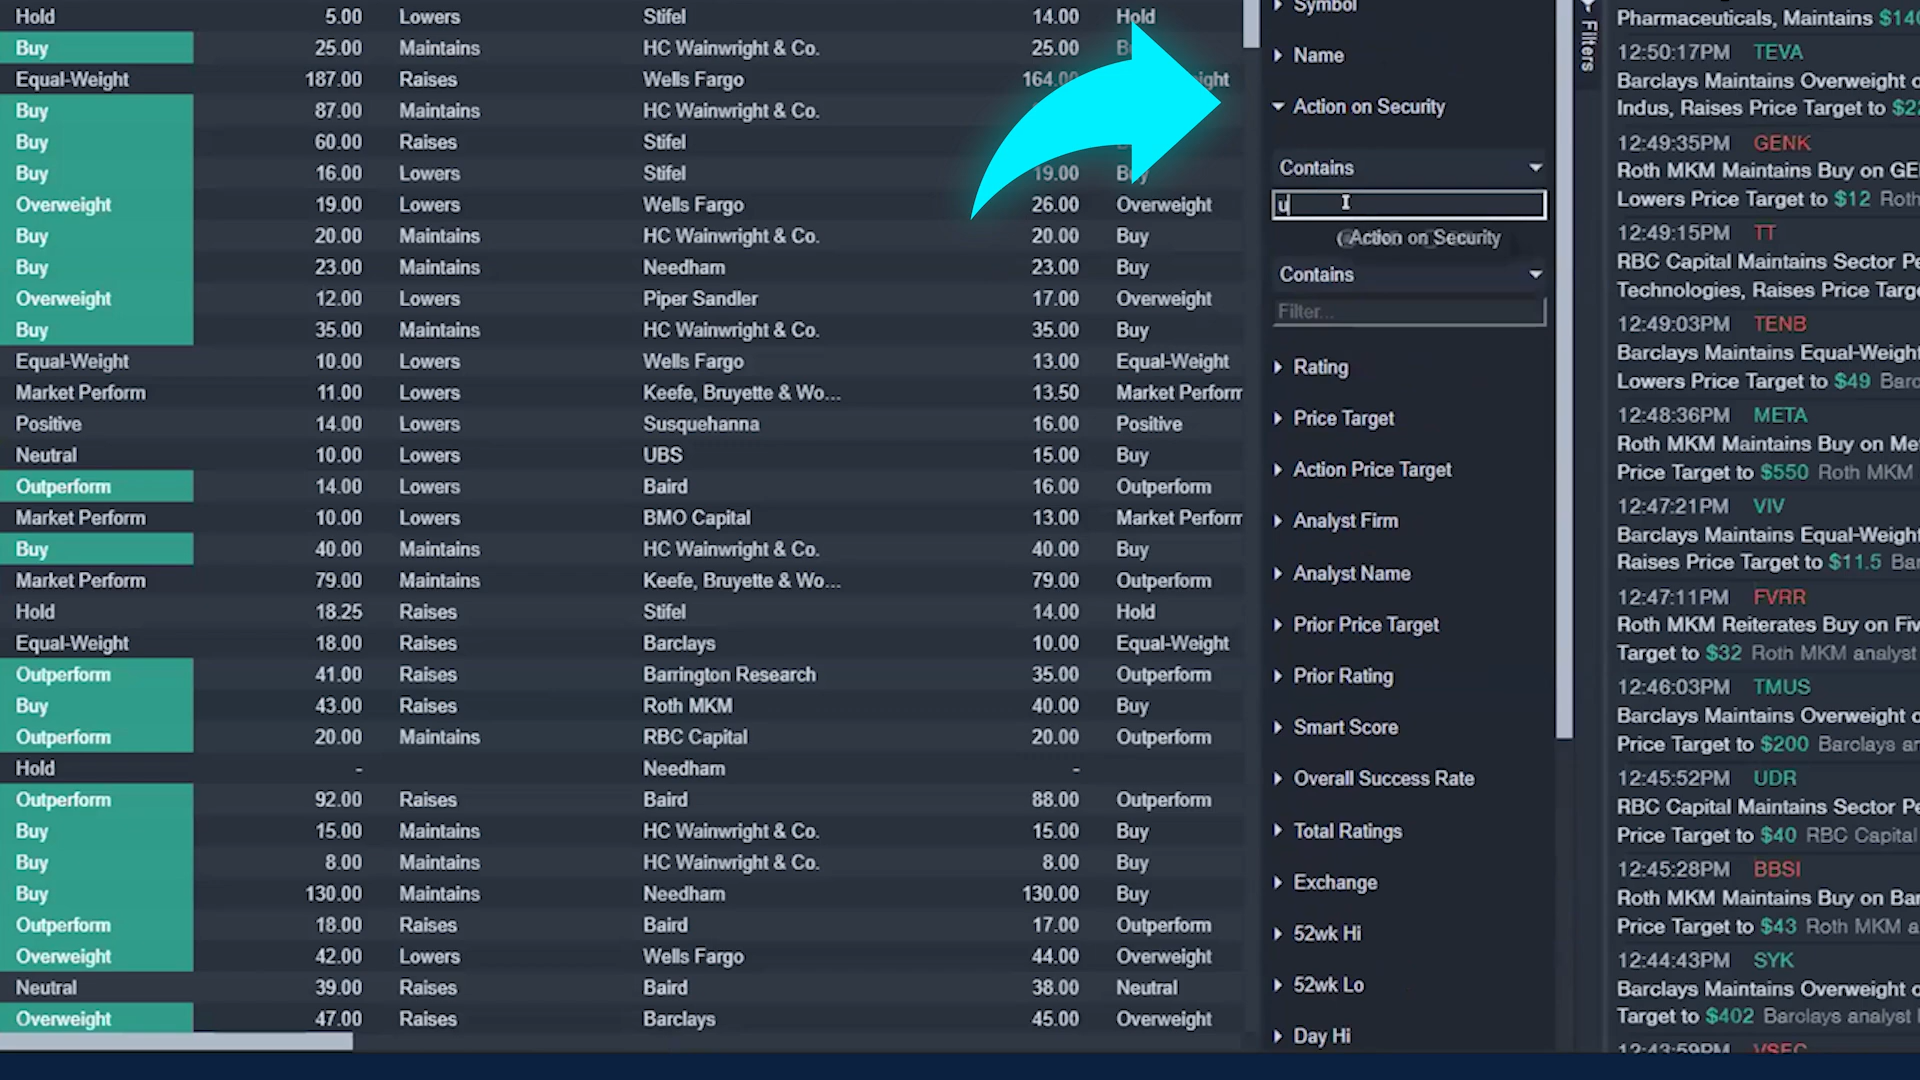 Hold 5.00 Lowers Stifel 14.00 Hold
Buy 25.00 Maintains HC Wainwright & Co. 25.00
Equal-Weight 187.00 Raises Wells Fargo 164.00
Buy 87.00 Maintains HC Wainwright & Co.
Buy 60.00 Raises Stifel
Buy 16.00 Lowers Stifel 19.00 Buy
Overweight 19.00 Lowers Wells Fargo 26.00 Overweight
Buy 20.00 Maintains HC Wainwright & Co. 20.00 Buy
Buy 23.00 Maintains Needham 23.00 Buy
Overweight 12.00 Lowers Piper Sandler 17.00 Overweight
Buy 35.00 Maintains HC Wainwright & Co. 35.00 Buy
Equal-Weight 10.00 Lowers Wells Fargo 13.00 Equal-Weight
Market Perform 11.00 Lowers Keefe, Bruyette & Wo... 13.50 Market Perform
Positive 14.00 Lowers Susquehanna 16.00 Positive
Neutral 10.00 Lowers UBS 15.00 Buy
Outperform 14.00 Lowers Baird 16.00 Outperform
Market Perform 10.00 Lowers BMO Capital 13.00 Market Perform
Buy 40.00 Maintains HC Wainwright & Co. 40.00 Buy
Market Perform 79.00 Maintains Keefe, Bruyette & Wo... 79.00 Outperform
Hold 18.25 Raises Stifel 14.00 Hold
Equal-Weight 18.00 Raises Barclays 10.00 Equal-Weight
Outperform 41.00 Raises Barrington Research 35.00 Outperform
Buy 43.00 Raises Roth MKM 40.00 Buy
Outperform 20.00 Maintains RBC Capital 20.00 Outperform
Hold - Needham -
Outperform 92.00 Raises Baird 88.00 Outperform
Buy 15.00 Maintains HC Wainwright & Co. 15.00 Buy
Buy 8.00 Maintains HC Wainwright & Co. 8.00 Buy
Buy 130.00 Maintains Needham 130.00 Buy
Outperform 18.00 Raises Baird 17.00 Outperform
Overweight 42.00 Lowers Wells Fargo 44.00 Overweight
Neutral 39.00 Raises Baird 38.00 Neutral
Overweight 47.00 Raises Barclays 45.00 Overweight
Symbol
Name
Action on Security
Contains
u
Action on Security
Contains
Filter...
Rating
Price Target
Action Price Target
Analyst Firm
Analyst Name
Prior Price Target
Prior Rating
Smart Score
Overall Success Rate
Total Ratings
Exchange
52wk Hi
52wk Lo
Day Hi
Filters
Pharmaceuticals, Maintains $140
12:50:17PM TEVA
Barclays Maintains Overweight o
Indus, Raises Price Target to $22
12:49:35PM GENK
Roth MKM Maintains Buy on GE
Lowers Price Target to $12 Roth
12:49:15PM TT
RBC Capital Maintains Sector Pe
Technologies, Raises Price Targe
12:49:03PM TENB
Barclays Maintains Equal-Weight
Lowers Price Target to $49 Barc
12:48:36PM META
Roth MKM Maintains Buy on Met
Price Target to $550 Roth MKM
12:47:21PM VIV
Barclays Maintains Equal-Weight
Raises Price Target to $11.5 Bar
12:47:11PM FVRR
Roth MKM Reiterates Buy on Fiv
Target to $32 Roth MKM analyst
12:46:03PM TMUS
Barclays Maintains Overweight o
Price Target to $200 Barclays an
12:45:52PM UDR
RBC Capital Maintains Sector Pe
Price Target to $40 RBC Capital
12:45:28PM BBSI
Roth MKM Maintains Buy on Bar
Price Target to $43 Roth MKM a
12:44:43PM SYK
Barclays Maintains Overweight o
Target to $402 Barclays analyst
12:43:59PM VSEC